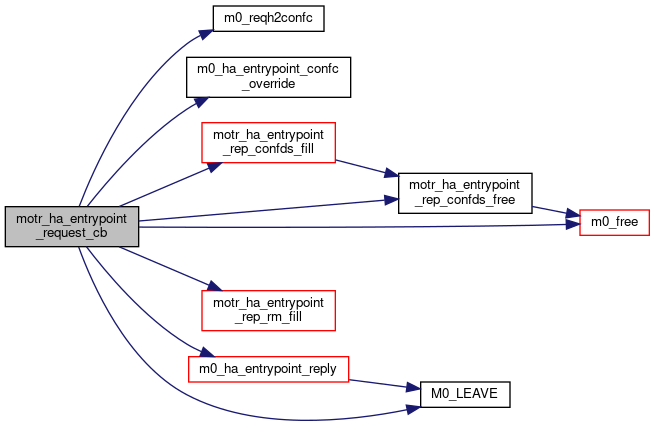 m0_reqh2confc
m0_ha_entrypoint_confc
_override
motr_ha_entrypoint
_rep_confds_fill
motr_ha_entrypoint
_rep_confds_free
m0_free
motr_ha_entrypoint
_request_cb
motr_ha_entrypoint
_rep_rm_fill
m0_ha_entrypoint_reply
M0_LEAVE